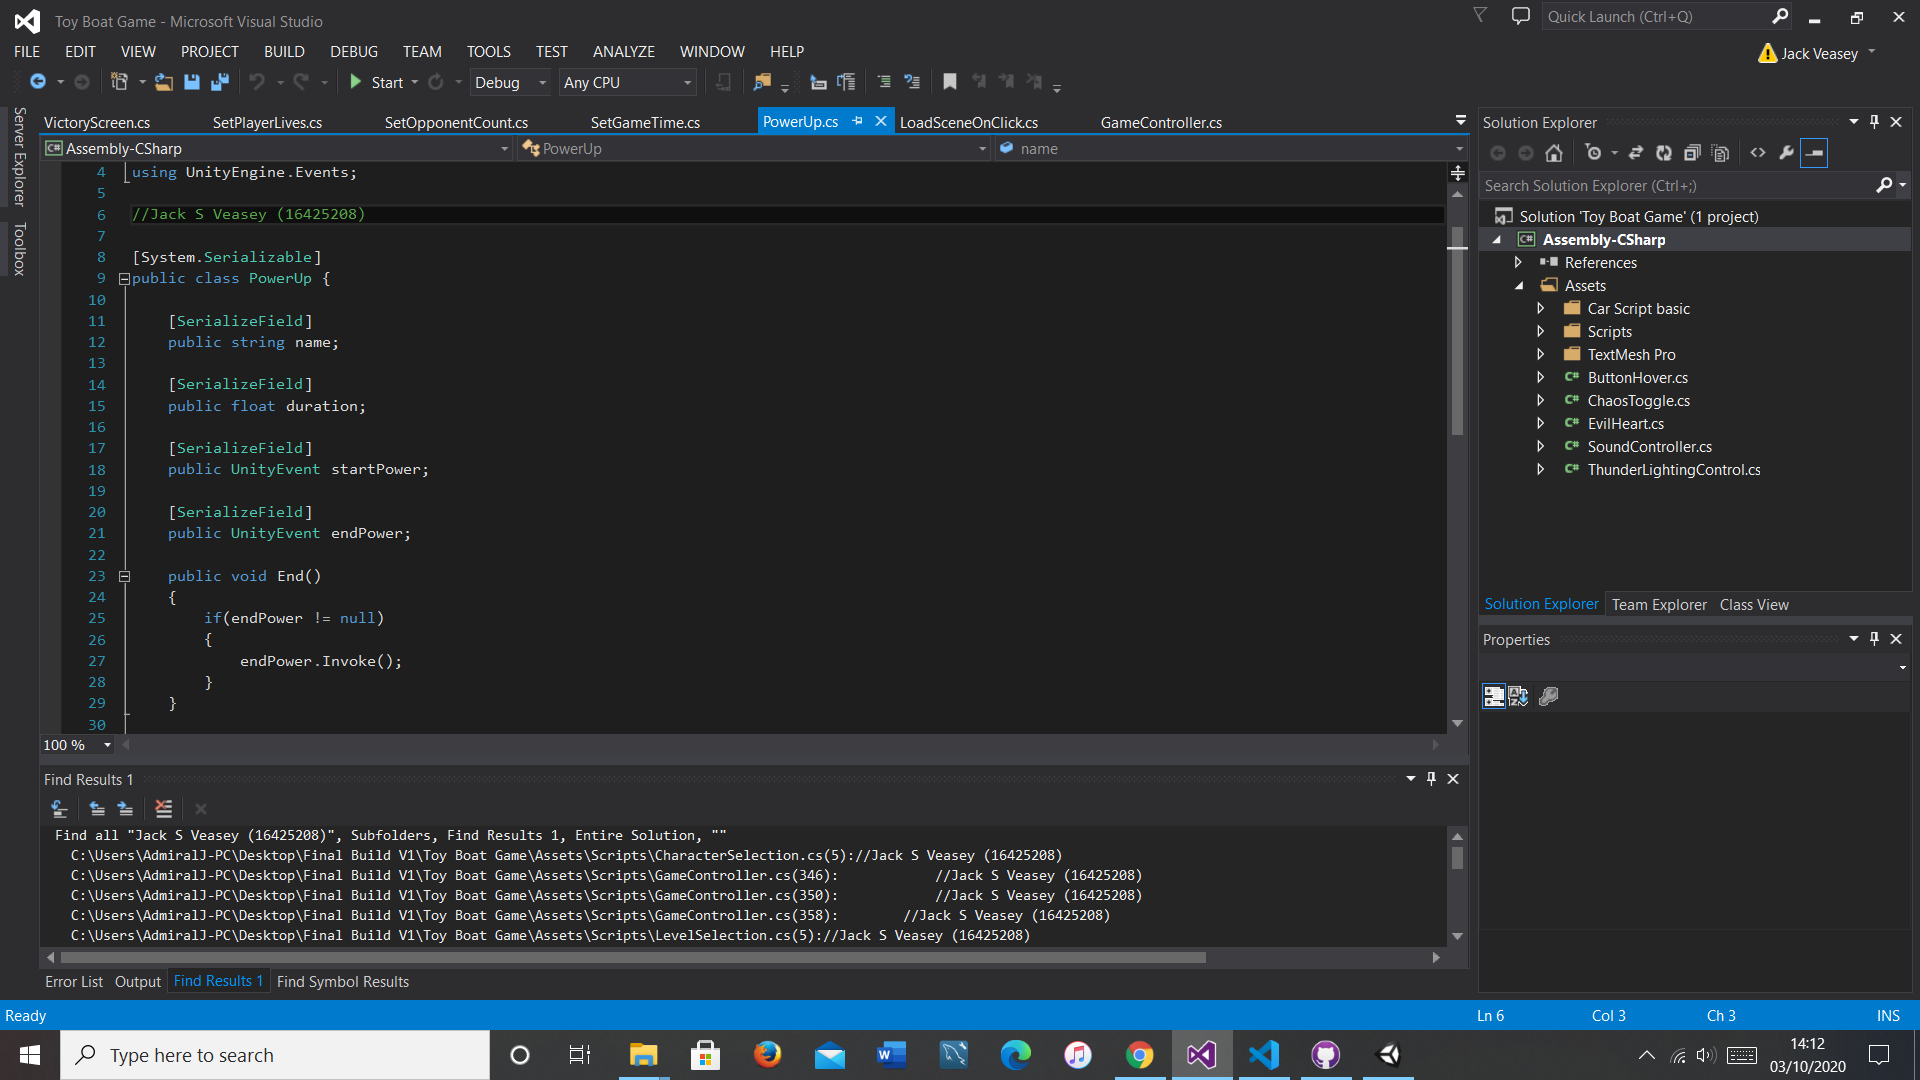 Toy Boat Game - Microsoft Visual Studio
Quick Launch (Ctrl+Q)
FILE EDIT VIEW PROJECT BUILD DEBUG TEAM TOOLS TEST ANALYZE WINDOW HELP
Jack Veasey
Start Debug Any CPU
Server Explorer
Toolbox
VictoryScreen.cs SetPlayerLives.cs SetOpponentCount.cs SetGameTime.cs PowerUp.cs LoadSceneOnClick.cs GameController.cs
Assembly-CSharp PowerUp name
4 using UnityEngine.Events;
5
6 //Jack S Veasey (16425208)
7
8 [System.Serializable]
9 public class PowerUp {
10
11 [SerializeField]
12 public string name;
13
14 [SerializeField]
15 public float duration;
16
17 [SerializeField]
18 public UnityEvent startPower;
19
20 [SerializeField]
21 public UnityEvent endPower;
22
23 public void End()
24 {
25 if(endPower != null)
26 {
27 endPower.Invoke();
28 }
29 }
30
100 %
Find Results 1
Find all "Jack S Veasey (16425208)", Subfolders, Find Results 1, Entire Solution, ""
C:\Users\AdmiralJ-PC\Desktop\Final Build V1\Toy Boat Game\Assets\Scripts\CharacterSelection.cs(5)://Jack S Veasey (16425208)
C:\Users\AdmiralJ-PC\Desktop\Final Build V1\Toy Boat Game\Assets\Scripts\GameController.cs(346): //Jack S Veasey (16425208)
C:\Users\AdmiralJ-PC\Desktop\Final Build V1\Toy Boat Game\Assets\Scripts\GameController.cs(350): //Jack S Veasey (16425208)
C:\Users\AdmiralJ-PC\Desktop\Final Build V1\Toy Boat Game\Assets\Scripts\GameController.cs(358): //Jack S Veasey (16425208)
C:\Users\AdmiralJ-PC\Desktop\Final Build V1\Toy Boat Game\Assets\Scripts\LevelSelection.cs(5)://Jack S Veasey (16425208)
Error List Output Find Results 1 Find Symbol Results
Solution Explorer
Search Solution Explorer (Ctrl+;)
Solution 'Toy Boat Game' (1 project)
C# Assembly-CSharp
References
Assets
Car Script basic
Scripts
TextMesh Pro
C# ButtonHover.cs
C# ChaosToggle.cs
C# EvilHeart.cs
C# SoundController.cs
C# ThunderLightingControl.cs
Solution Explorer Team Explorer Class View
Properties
Ready Ln 6 Col 3 Ch 3 INS
Type here to search
14:12
03/10/2020